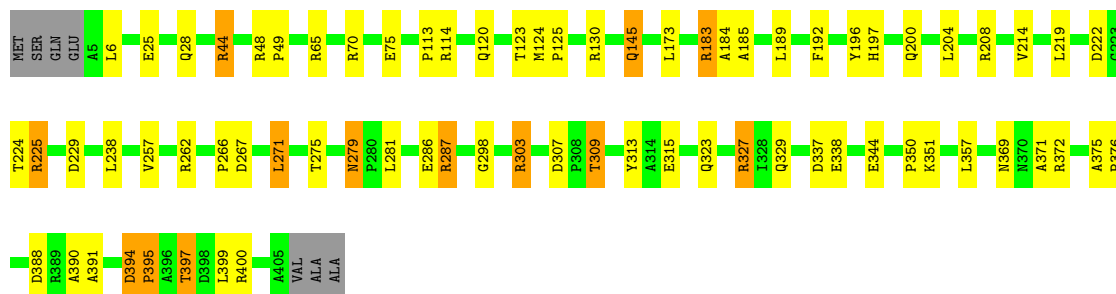 MET SER GLN GLU A5 L6 E25 Q28 R44 R48 P49 R65 R70 E75 P113 R114 Q120 T123 M124 P125 R130 Q145 L173 R183 A184 A185 L189 F192 Y196 H197 Q200 L204 R208 V214 L219 D222 G223
T224 R225 D229 L238 V257 R262 P266 D267 L271 T275 N279 P280 L281 E286 R287 G298 R303 D307 P308 T309 Y313 A314 E315 Q323 R327 I328 Q329 D337 E338 E344 P350 K351 L357 N369 N370 A371 R372 A375
D388 R389 A390 A391 D394 P395 A396 T397 D398 L399 R400 A405 VAL ALA ALA